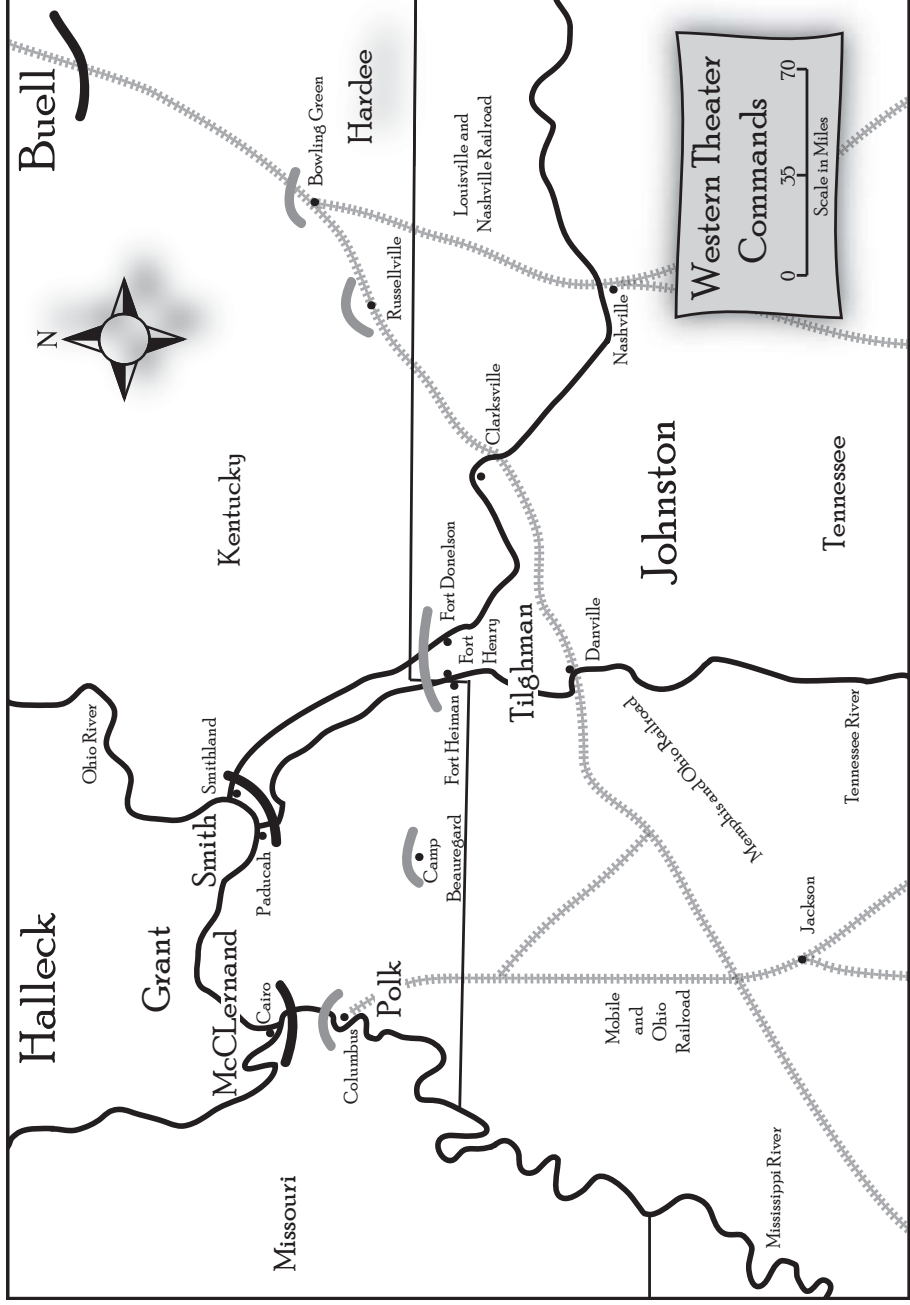 Western Theater
Commands
0 35 70
Scale in Miles
N
Halleck
Buell
Grant
Smith
McCLernand
Cairo
Paducah
Smithland
Ohio River
Kentucky
Missouri
Columbus
Polk
Camp
Beauregard
Fort Heiman
Fort
Henry
Fort Donelson
Tilghman
Russellville
Bowling Green
Hardee
Louisville and
Nashville Railroad
Clarksville
Nashville
Danville
Johnston
Tennessee
Memphis and Ohio Railroad
Tennessee River
Mobile
and
Ohio
Railroad
Jackson
Mississippi River